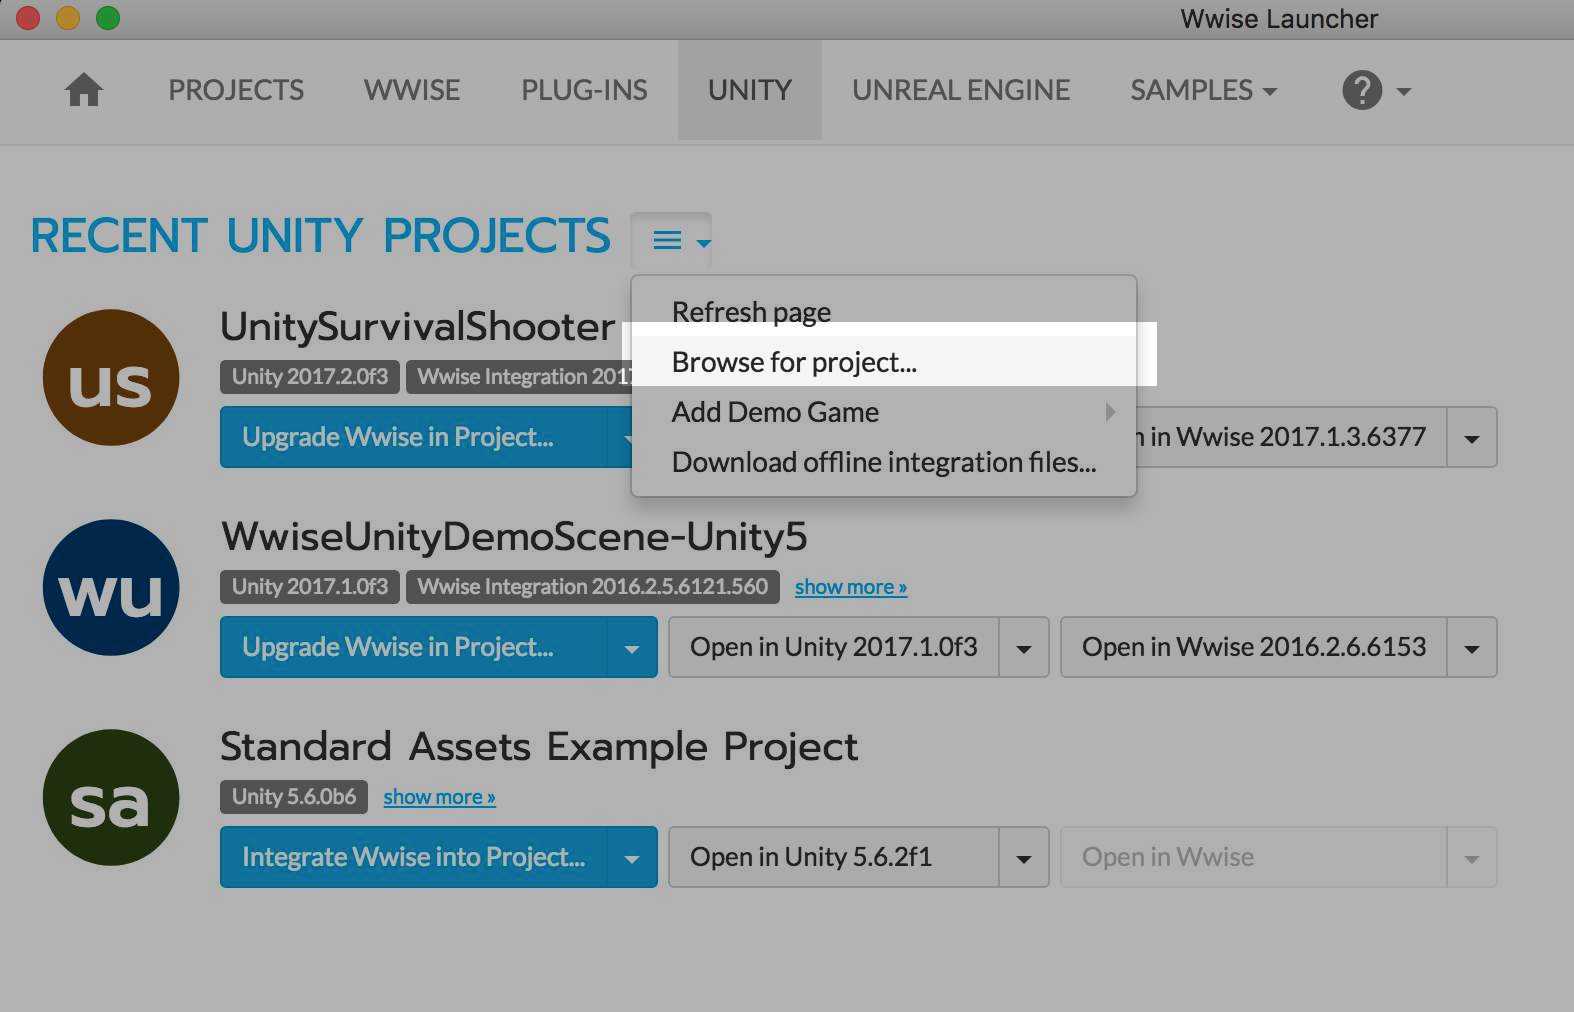 Wwise Launcher
PROJECTS WWISE PLUG-INS UNITY UNREAL ENGINE SAMPLES ?
RECENT UNITY PROJECTS
Refresh page
Browse for project...
Add Demo Game
Download offline integration files...
us
UnitySurvivalShooter
Unity 2017.2.0f3 Wwise Integration
Upgrade Wwise in Project... in Wwise 2017.1.3.6377
wu
WwiseUnityDemoScene-Unity5
Unity 2017.1.0f3 Wwise Integration 2016.2.5.6121.560 show more »
Upgrade Wwise in Project... Open in Unity 2017.1.0f3 Open in Wwise 2016.2.6.6153
sa
Standard Assets Example Project
Unity 5.6.0b6 show more »
Integrate Wwise into Project... Open in Unity 5.6.2f1 Open in Wwise